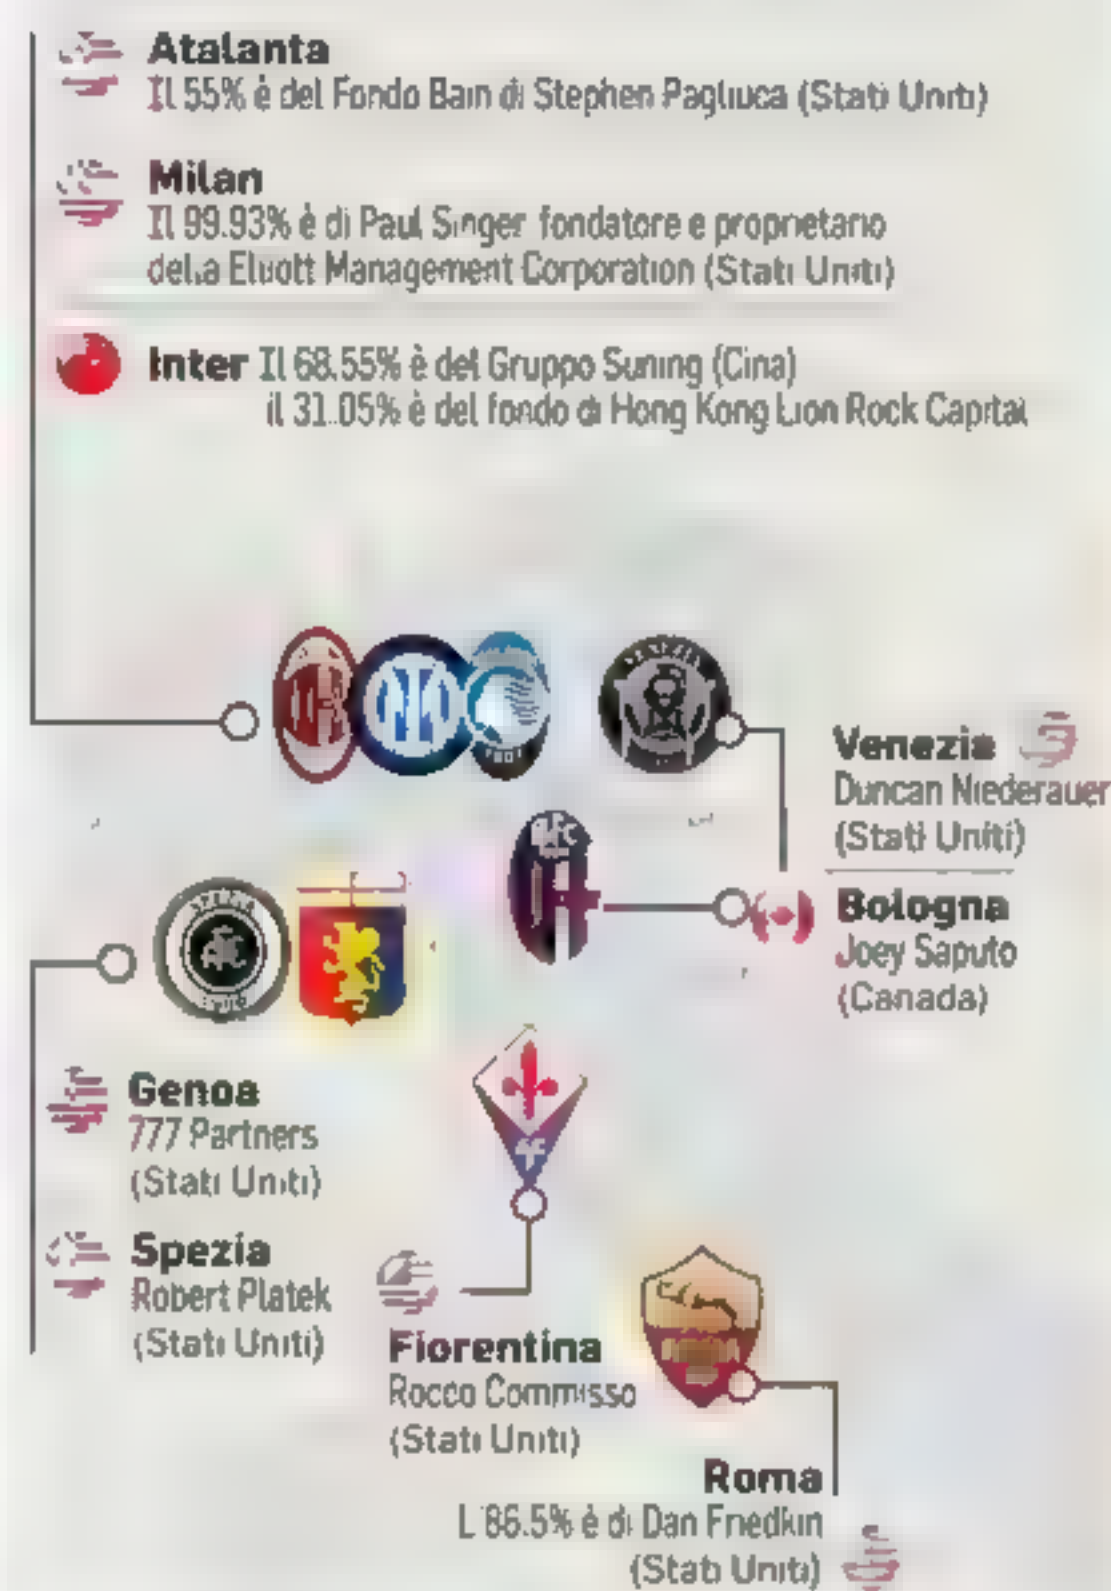 Atalanta
Il 55% è del Fondo Bain di Stephen Pagliuca (Stati Uniti)
Milan
Il 99.93% è di Paul Singer fondatore e proprietario
della Elliott Management Corporation (Stati Uniti)
Inter Il 68.55% è del Gruppo Suning (Cina)
il 31.05% è del fondo di Hong Kong Lion Rock Capital
Venezia
Duncan Niederauer
(Stati Uniti)
Bologna
Joey Saputo
(Canada)
Genoa
777 Partners
(Stati Uniti)
Spezia
Robert Platek
(Stati Uniti)
Fiorentina
Rocco Commisso
(Stati Uniti)
Roma
L'86.5% è di Dan Friedkin
(Stati Uniti)